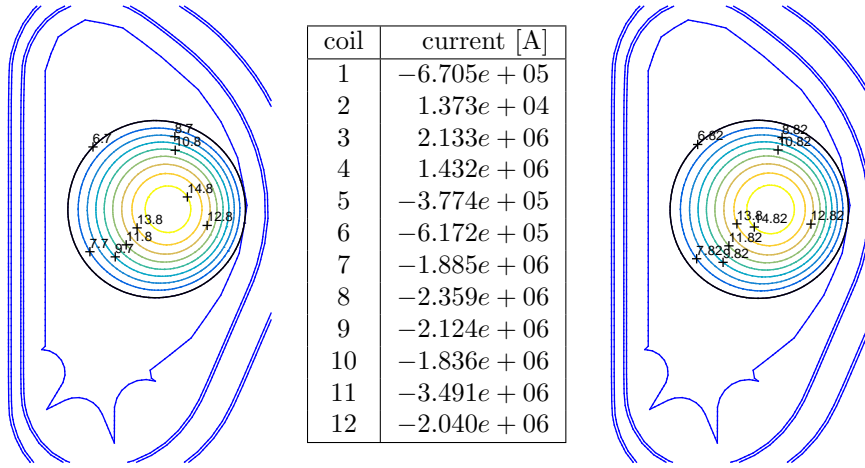 6.7
8.7
10.8
14.8
13.8
12.8
11.8
7.7
9.7
coil current [A]
1 −6.705e + 05
2 1.373e + 04
3 2.133e + 06
4 1.432e + 06
5 −3.774e + 05
6 −6.172e + 05
7 −1.885e + 06
8 −2.359e + 06
9 −2.124e + 06
10 −1.836e + 06
11 −3.491e + 06
12 −2.040e + 06
6.82
8.82
10.82
14.82
12.82
11.82
7.82
9.82